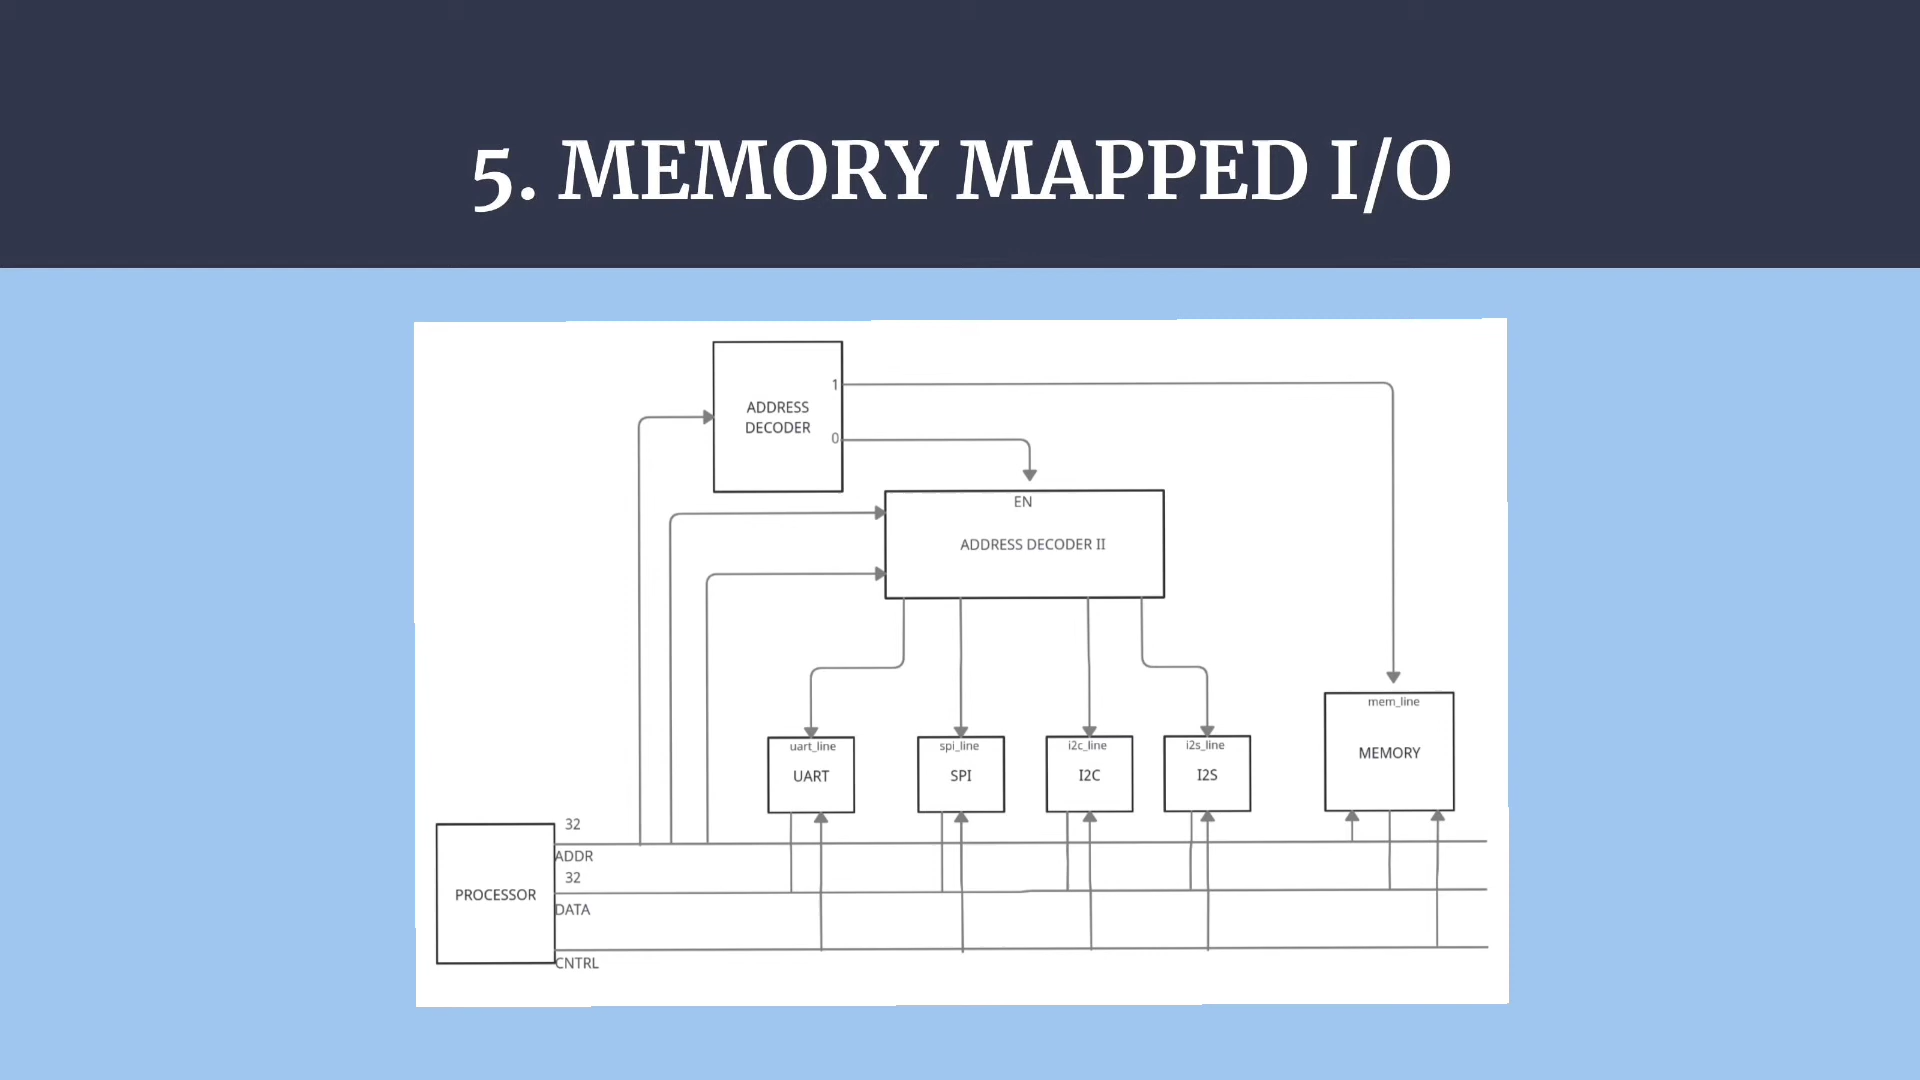 5. MEMORY MAPPED I/O
1
ADDRESS
DECODER
0
EN
ADDRESS DECODER II
mem_line
MEMORY
uart_line
UART
spi_line
SPI
i2c_line
I2C
i2s_line
I2S
32
ADDR
32
PROCESSOR
DATA
CNTRL